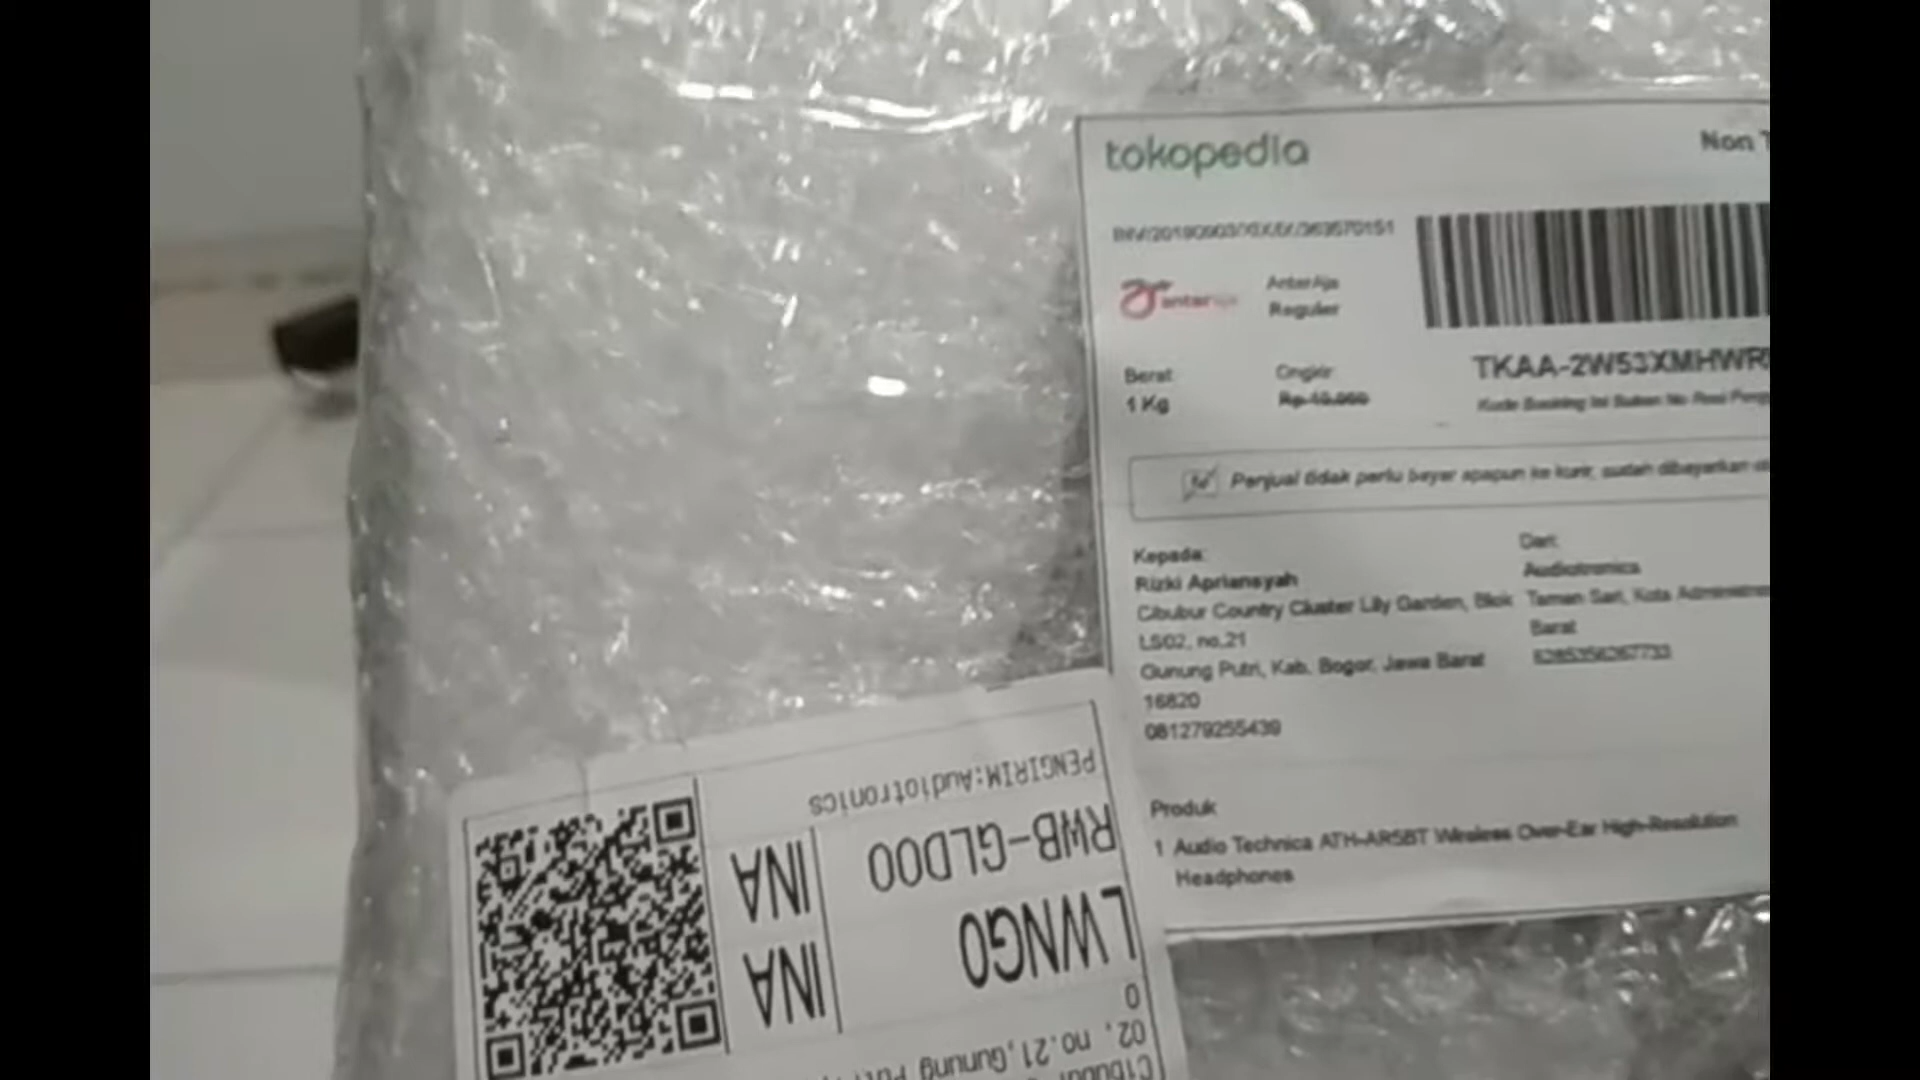 tokopedia
Non
AnterAja
Reguler
anteraja
Berat
1 Kg
Ongkir
TKAA-2W53XMHWR
Penjual tidak perlu bayar apapun ke kurir, sudah dibayarkan
Kepada:
Rizki Apriansyah
Cibubur Country Cluster Lily Garden, Blok
LS02, no.21
Gunung Putri, Kab. Bogor, Jawa Barat
16820
081279255439
Dari:
Audiotronics
Taman Sari, Kota
Barat
Produk
1 Audio Technica ATH-AR5BT Wireless Over-Ear High-Resolution
Headphones
PENGIRIM:Audiotronics
RWB-GLD00
INA
LWNG0
INA
0
02, no.21,Gunung